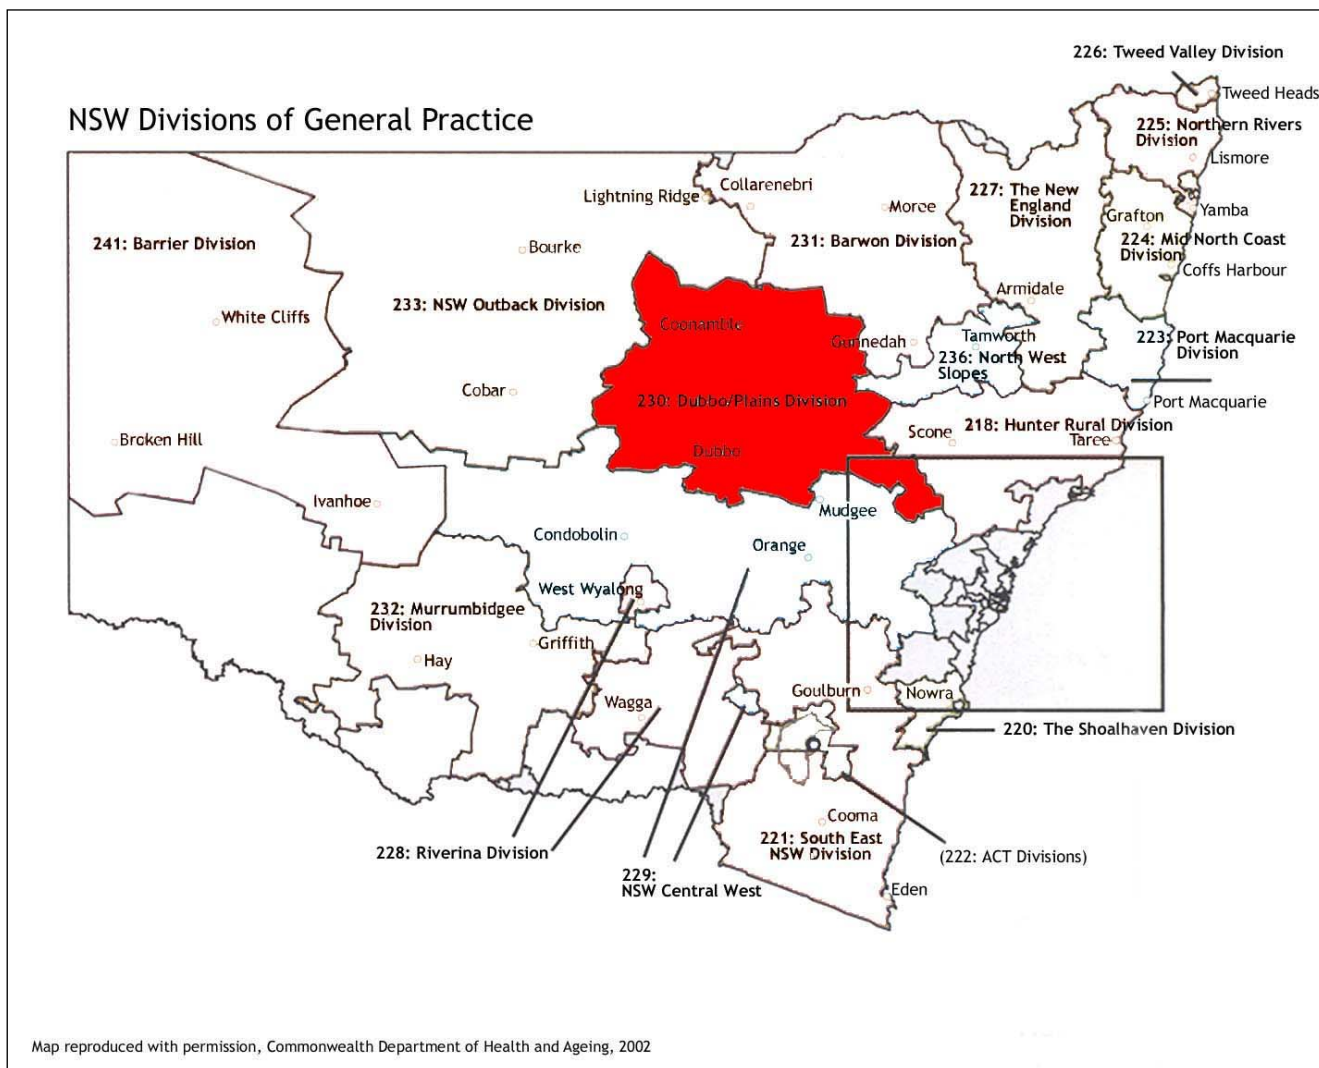 226: Tweed Valley Division
Tweed Heads
NSW Divisions of General Practice
225: Northern Rivers
Division
Lismore
Lightning Ridge
Collarenebri
Moree
227: The New
England
Division
Grafton
Yamba
241: Barrier Division
Bourke
231: Barwon Division
224: Mid North Coast
Division
Coffs Harbour
233: NSW Outback Division
Armidale
White Cliffs
Coonamble
Gunnedah
Tamworth
236: North West
Slopes
223: Port Macquarie
Division
Cobar
230: Dubbo/Plains Division
Port Macquarie
Broken Hill
Dubbo
Scone
218: Hunter Rural Division
Taree
Ivanhoe
Mudgee
Condobolin
Orange
West Wyalong
232: Murrumbidgee
Division
Griffith
Hay
Wagga
Goulburn
Nowra
220: The Shoalhaven Division
Cooma
221: South East
NSW Division
228: Riverina Division
(222: ACT Divisions)
229:
NSW Central West
Eden
Map reproduced with permission, Commonwealth Department of Health and Ageing, 2002